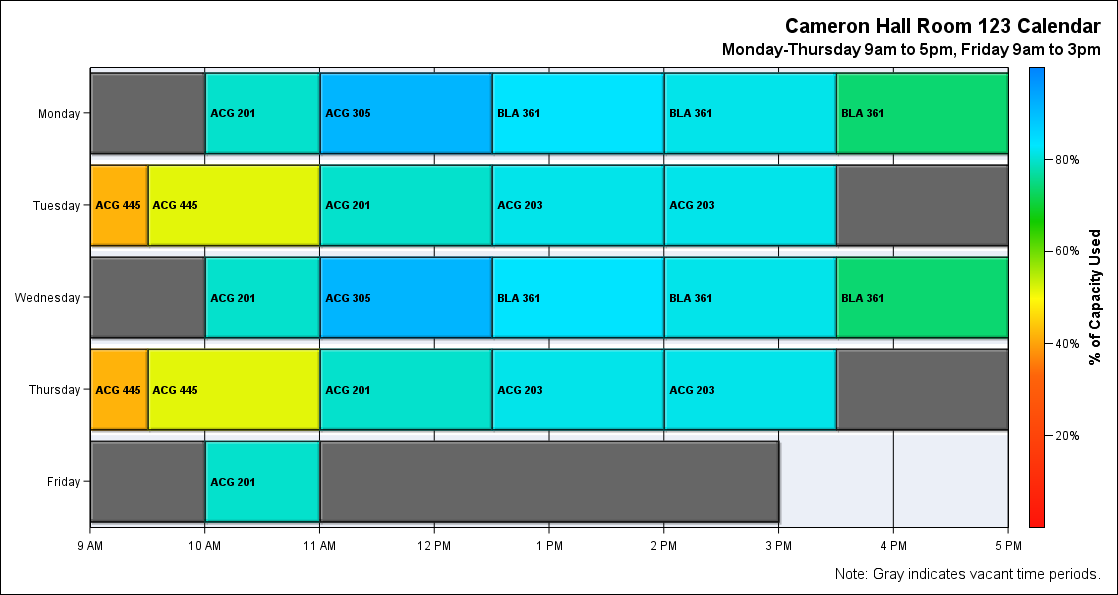 Cameron Hall Room 123 Calendar
Monday-Thursday 9am to 5pm, Friday 9am to 3pm
Monday
ACG 201
ACG 305
BLA 361
BLA 361
BLA 361
Tuesday
ACG 445
ACG 445
ACG 201
ACG 203
ACG 203
Wednesday
ACG 201
ACG 305
BLA 361
BLA 361
BLA 361
Thursday
ACG 445
ACG 445
ACG 201
ACG 203
ACG 203
Friday
ACG 201
9 AM
10 AM
11 AM
12 PM
1 PM
2 PM
3 PM
4 PM
5 PM
80%
60%
40%
20%
% of Capacity Used
Note: Gray indicates vacant time periods.